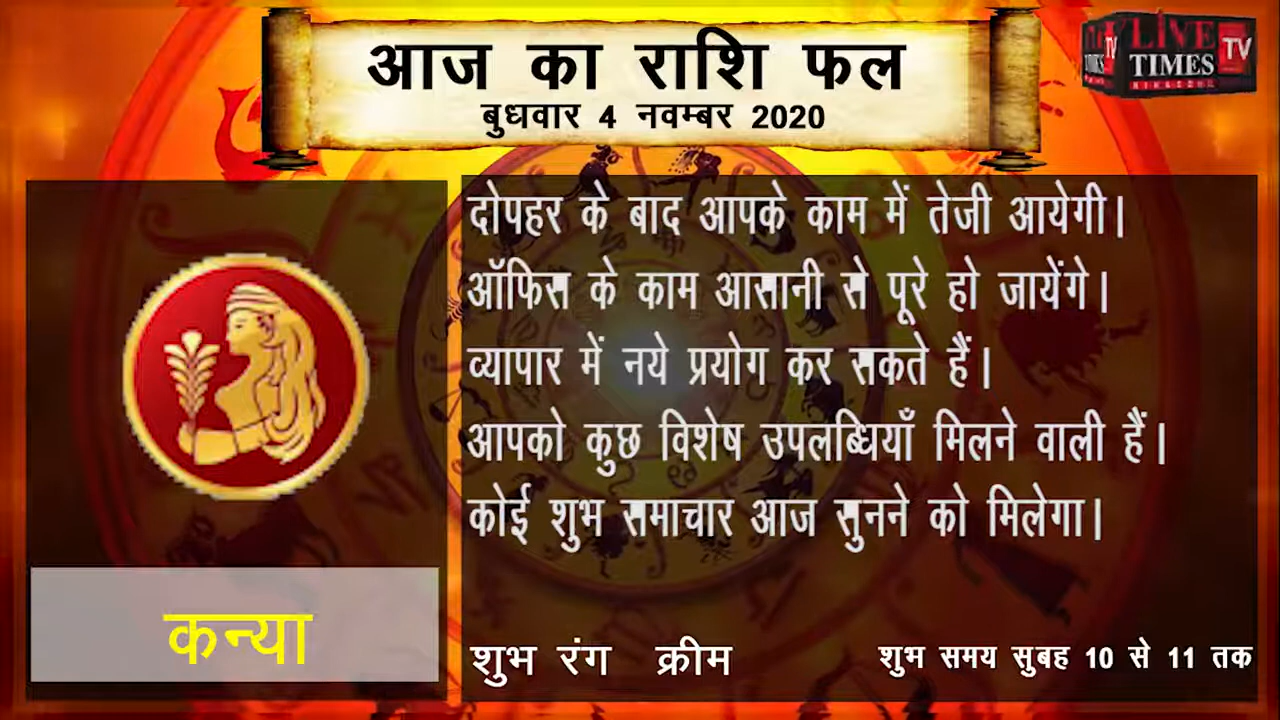 आज का राशि फल
बुधवार 4 नवम्बर 2020
LIVE
TIMES
TV
TV
दोपहर के बाद आपके काम में तेजी आयेगी।
ऑफिस के काम आसानी से पूरे हो जायेंगे।
व्यापार में नये प्रयोग कर सकते हैं।
आपको कुछ विशेष उपलब्धियाँ मिलने वाली हैं।
कोई शुभ समाचार आज सुनने को मिलेगा।
कन्या
शुभ रंग क्रीम
शुभ समय सुबह 10 से 11 तक